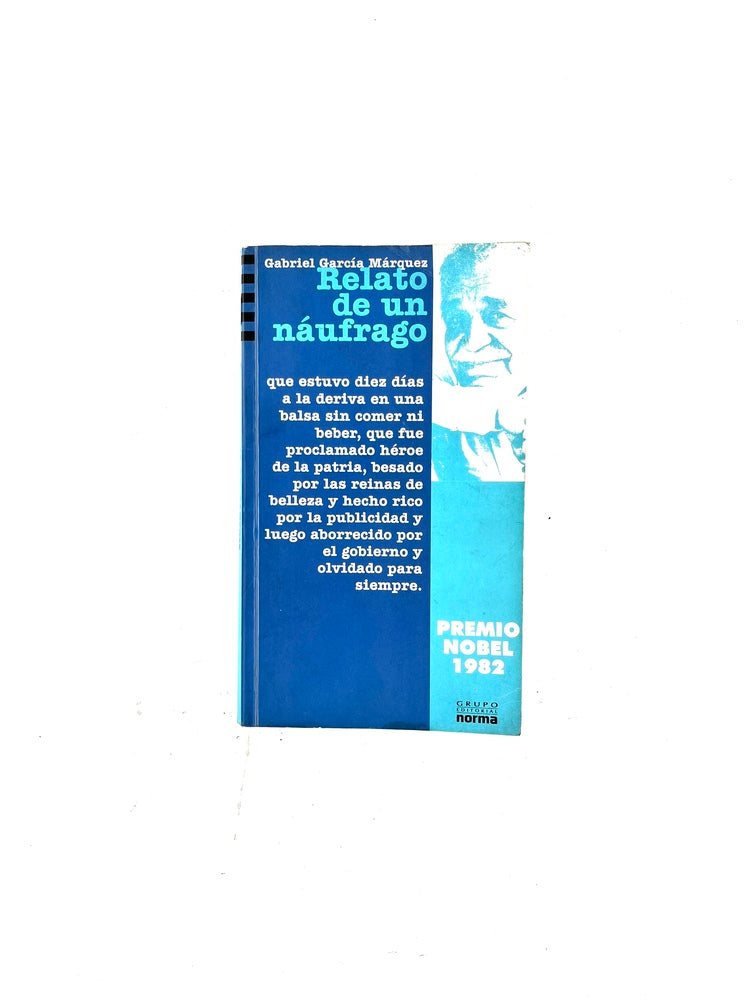 Gabriel García Márquez
Relato
de un
náufrago
que estuvo diez días
a la deriva en una
balsa sin comer ni
beber, que fue
proclamado héroe
de la patria, besado
por las reinas de
belleza y hecho rico
por la publicidad y
luego aborrecido por
el gobierno y
olvidado para
siempre.
PREMIO
NOBEL
1982
GRUPO
EDITORIAL
norma